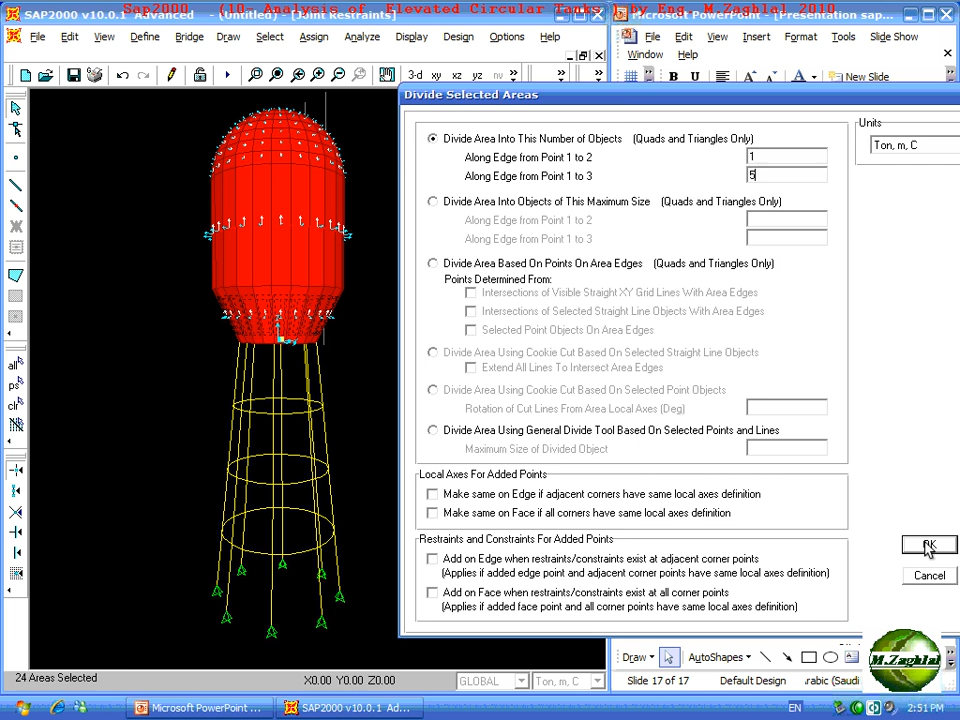 SAP2000 v10.0.1 Advanced - (Untitled) - [Joint Restraints]
Sap2000 (10- Analysis of Elevated Circular Tanks ) by Eng. M.Zaghlal 2010
Microsoft PowerPoint - [Presentation sap...
File Edit View Define Bridge Draw Select Assign Analyze Display Design Options Help
File Edit View Insert Format Tools Slide Show
Window Help
3-d xy xz yz nv »
B U A New Slide
Divide Selected Areas
Divide Area Into This Number of Objects (Quads and Triangles Only)
Along Edge from Point 1 to 2 1
Along Edge from Point 1 to 3 5
Units
Ton, m, C
Divide Area Into Objects of This Maximum Size (Quads and Triangles Only)
Along Edge from Point 1 to 2
Along Edge from Point 1 to 3
Divide Area Based On Points On Area Edges (Quads and Triangles Only)
Points Determined From:
Intersections of Visible Straight XY Grid Lines With Area Edges
Intersections of Selected Straight Line Objects With Area Edges
Selected Point Objects On Area Edges
Divide Area Using Cookie Cut Based On Selected Straight Line Objects
Extend All Lines To Intersect Area Edges
Divide Area Using Cookie Cut Based On Selected Point Objects
Rotation of Cut Lines From Area Local Axes (Deg)
Divide Area Using General Divide Tool Based On Selected Points and Lines
Maximum Size of Divided Object
Local Axes For Added Points
Make same on Edge if adjacent corners have same local axes definition
Make same on Face if all corners have same local axes definition
Restraints and Constraints For Added Points
Add on Edge when restraints/constraints exist at adjacent corner points
(Applies if added edge point and adjacent corner points have same local axes definition)
Add on Face when restraints/constraints exist at all corner points
(Applies if added face point and all corner points have same local axes definition)
OK
Cancel
all
ps
clr
24 Areas Selected
X0.00 Y0.00 Z0.00
GLOBAL
Ton, m, C
Draw AutoShapes
Slide 17 of 17 Default Design Arabic (Saudi
M.Zaghlal
Microsoft PowerPoint ...
SAP2000 v10.0.1 Ad...
EN
2:51 PM